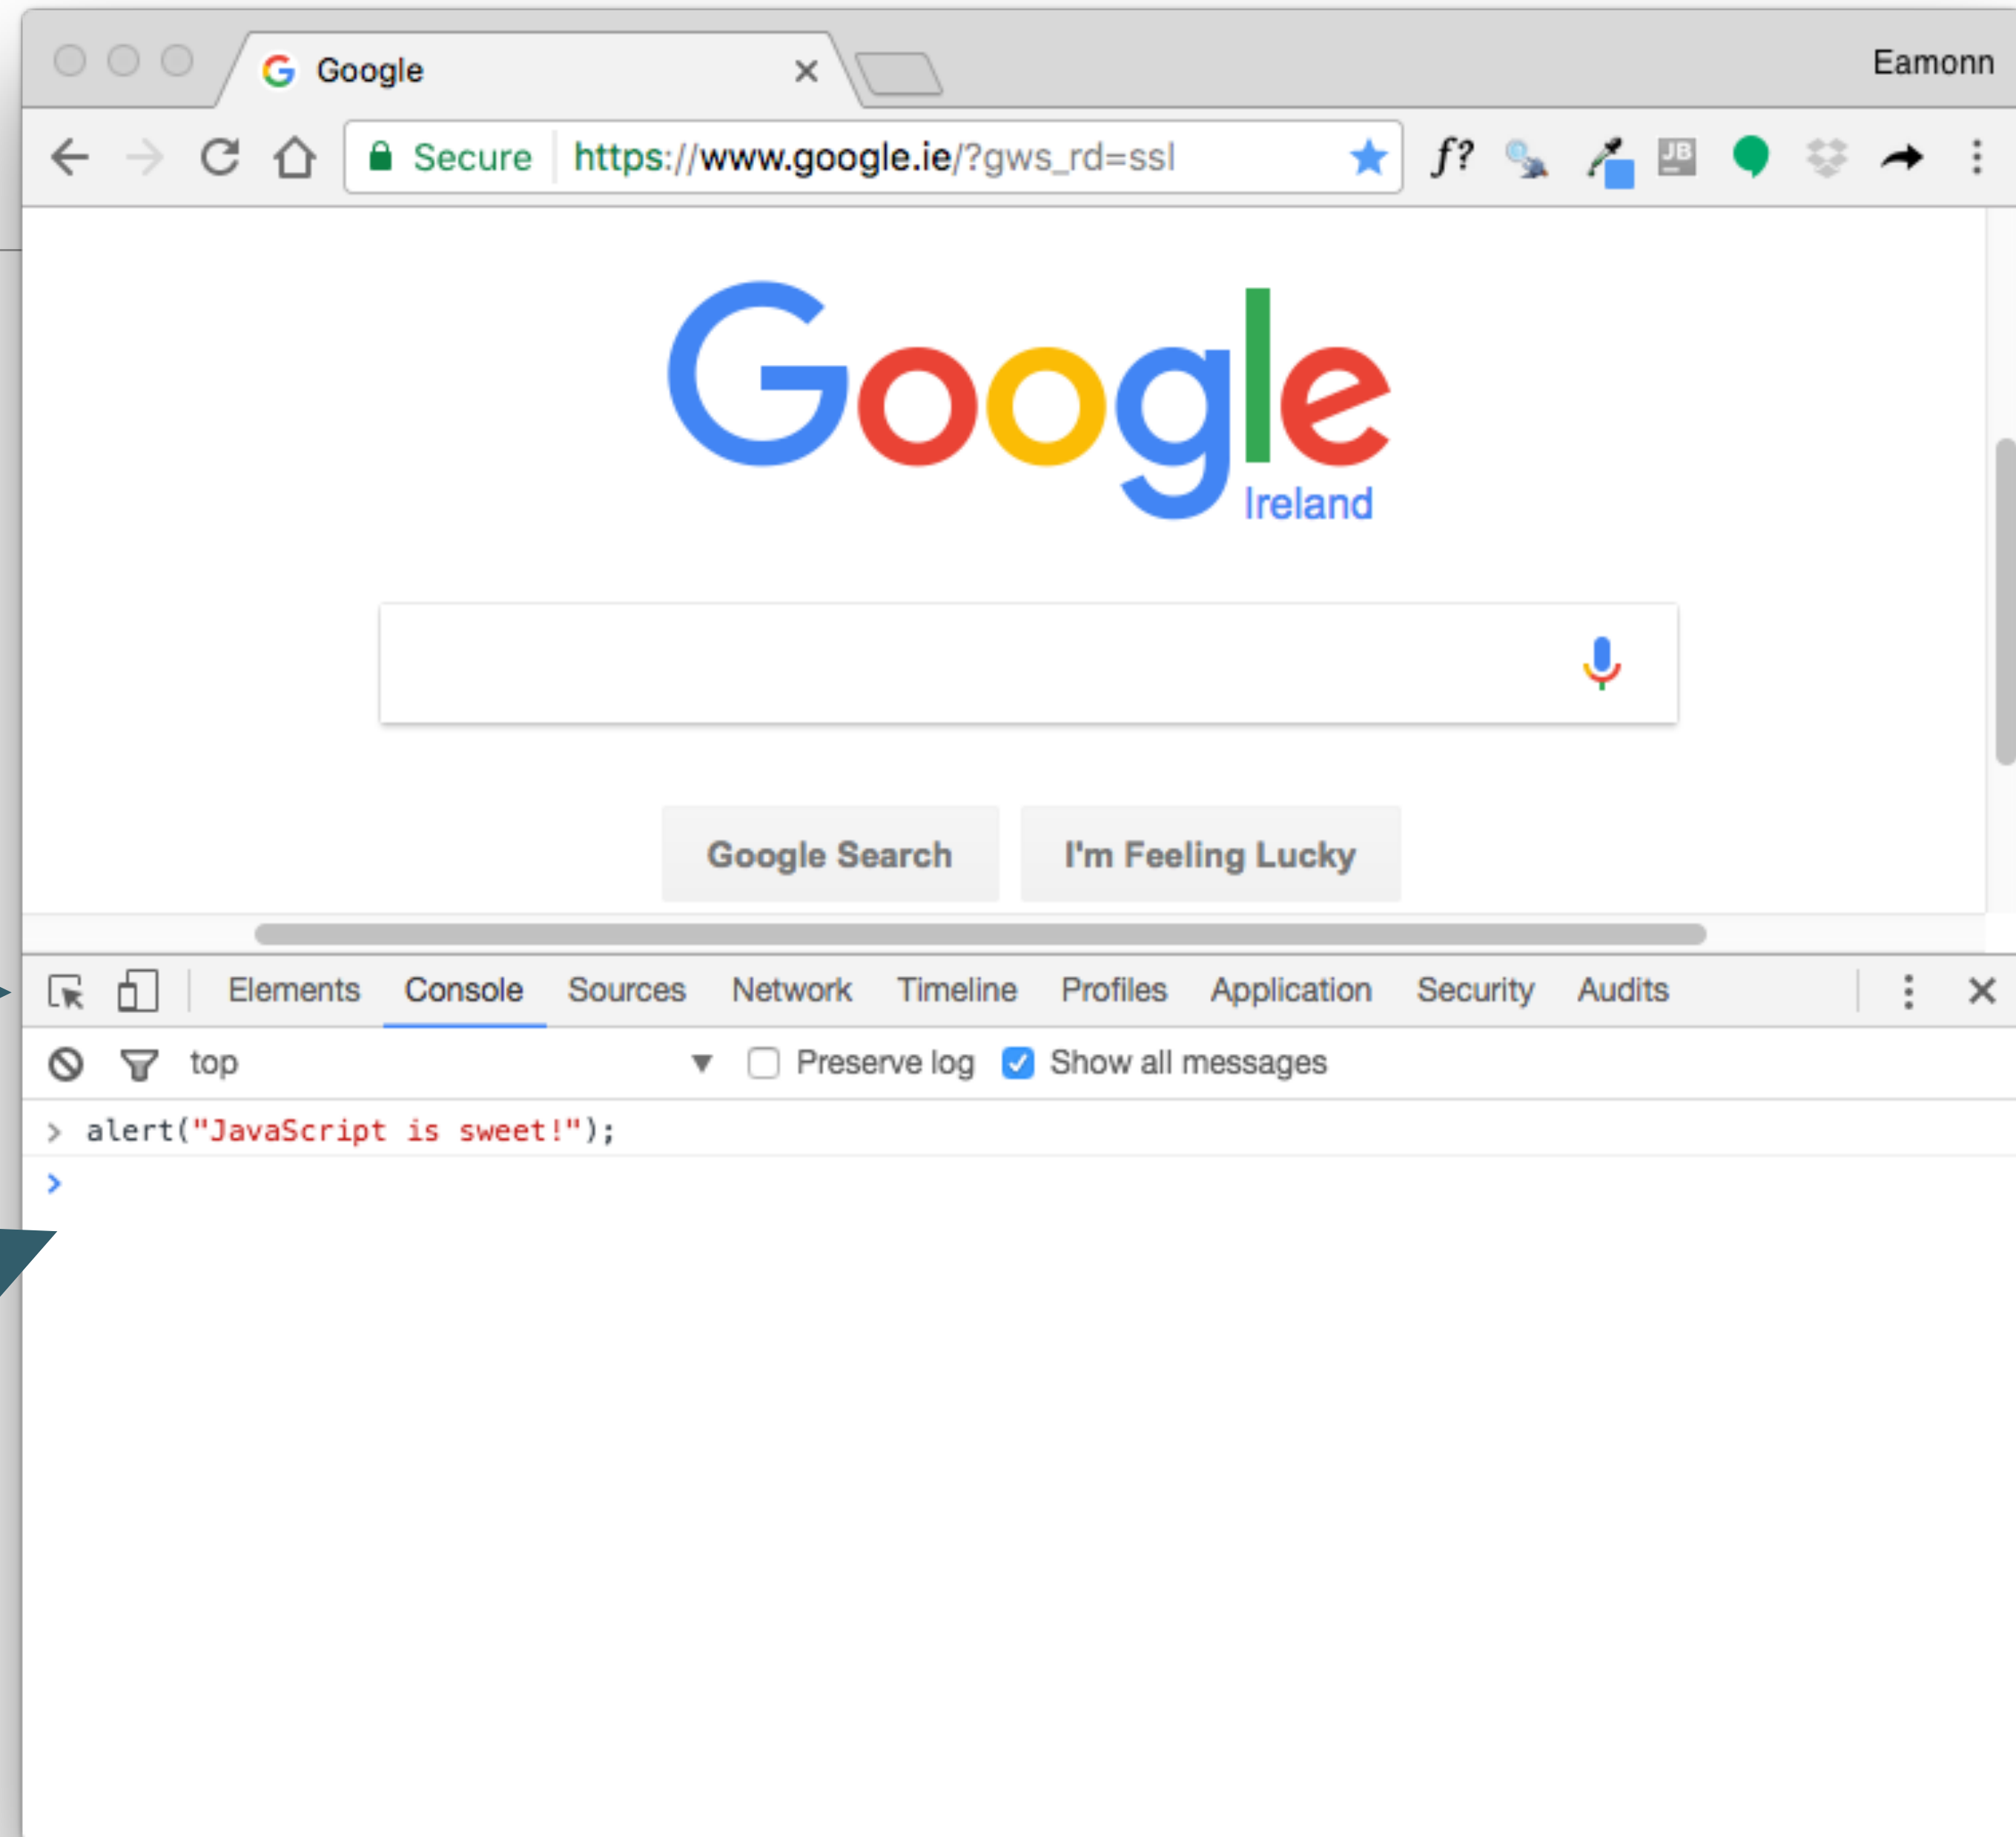 Google
Eamonn
Secure https://www.google.ie/?gws_rd=ssl
f?
JB
Google
Ireland
Google Search I'm Feeling Lucky
Elements Console Sources Network Timeline Profiles Application Security Audits
top Preserve log Show all messages
> alert("JavaScript is sweet!");
>